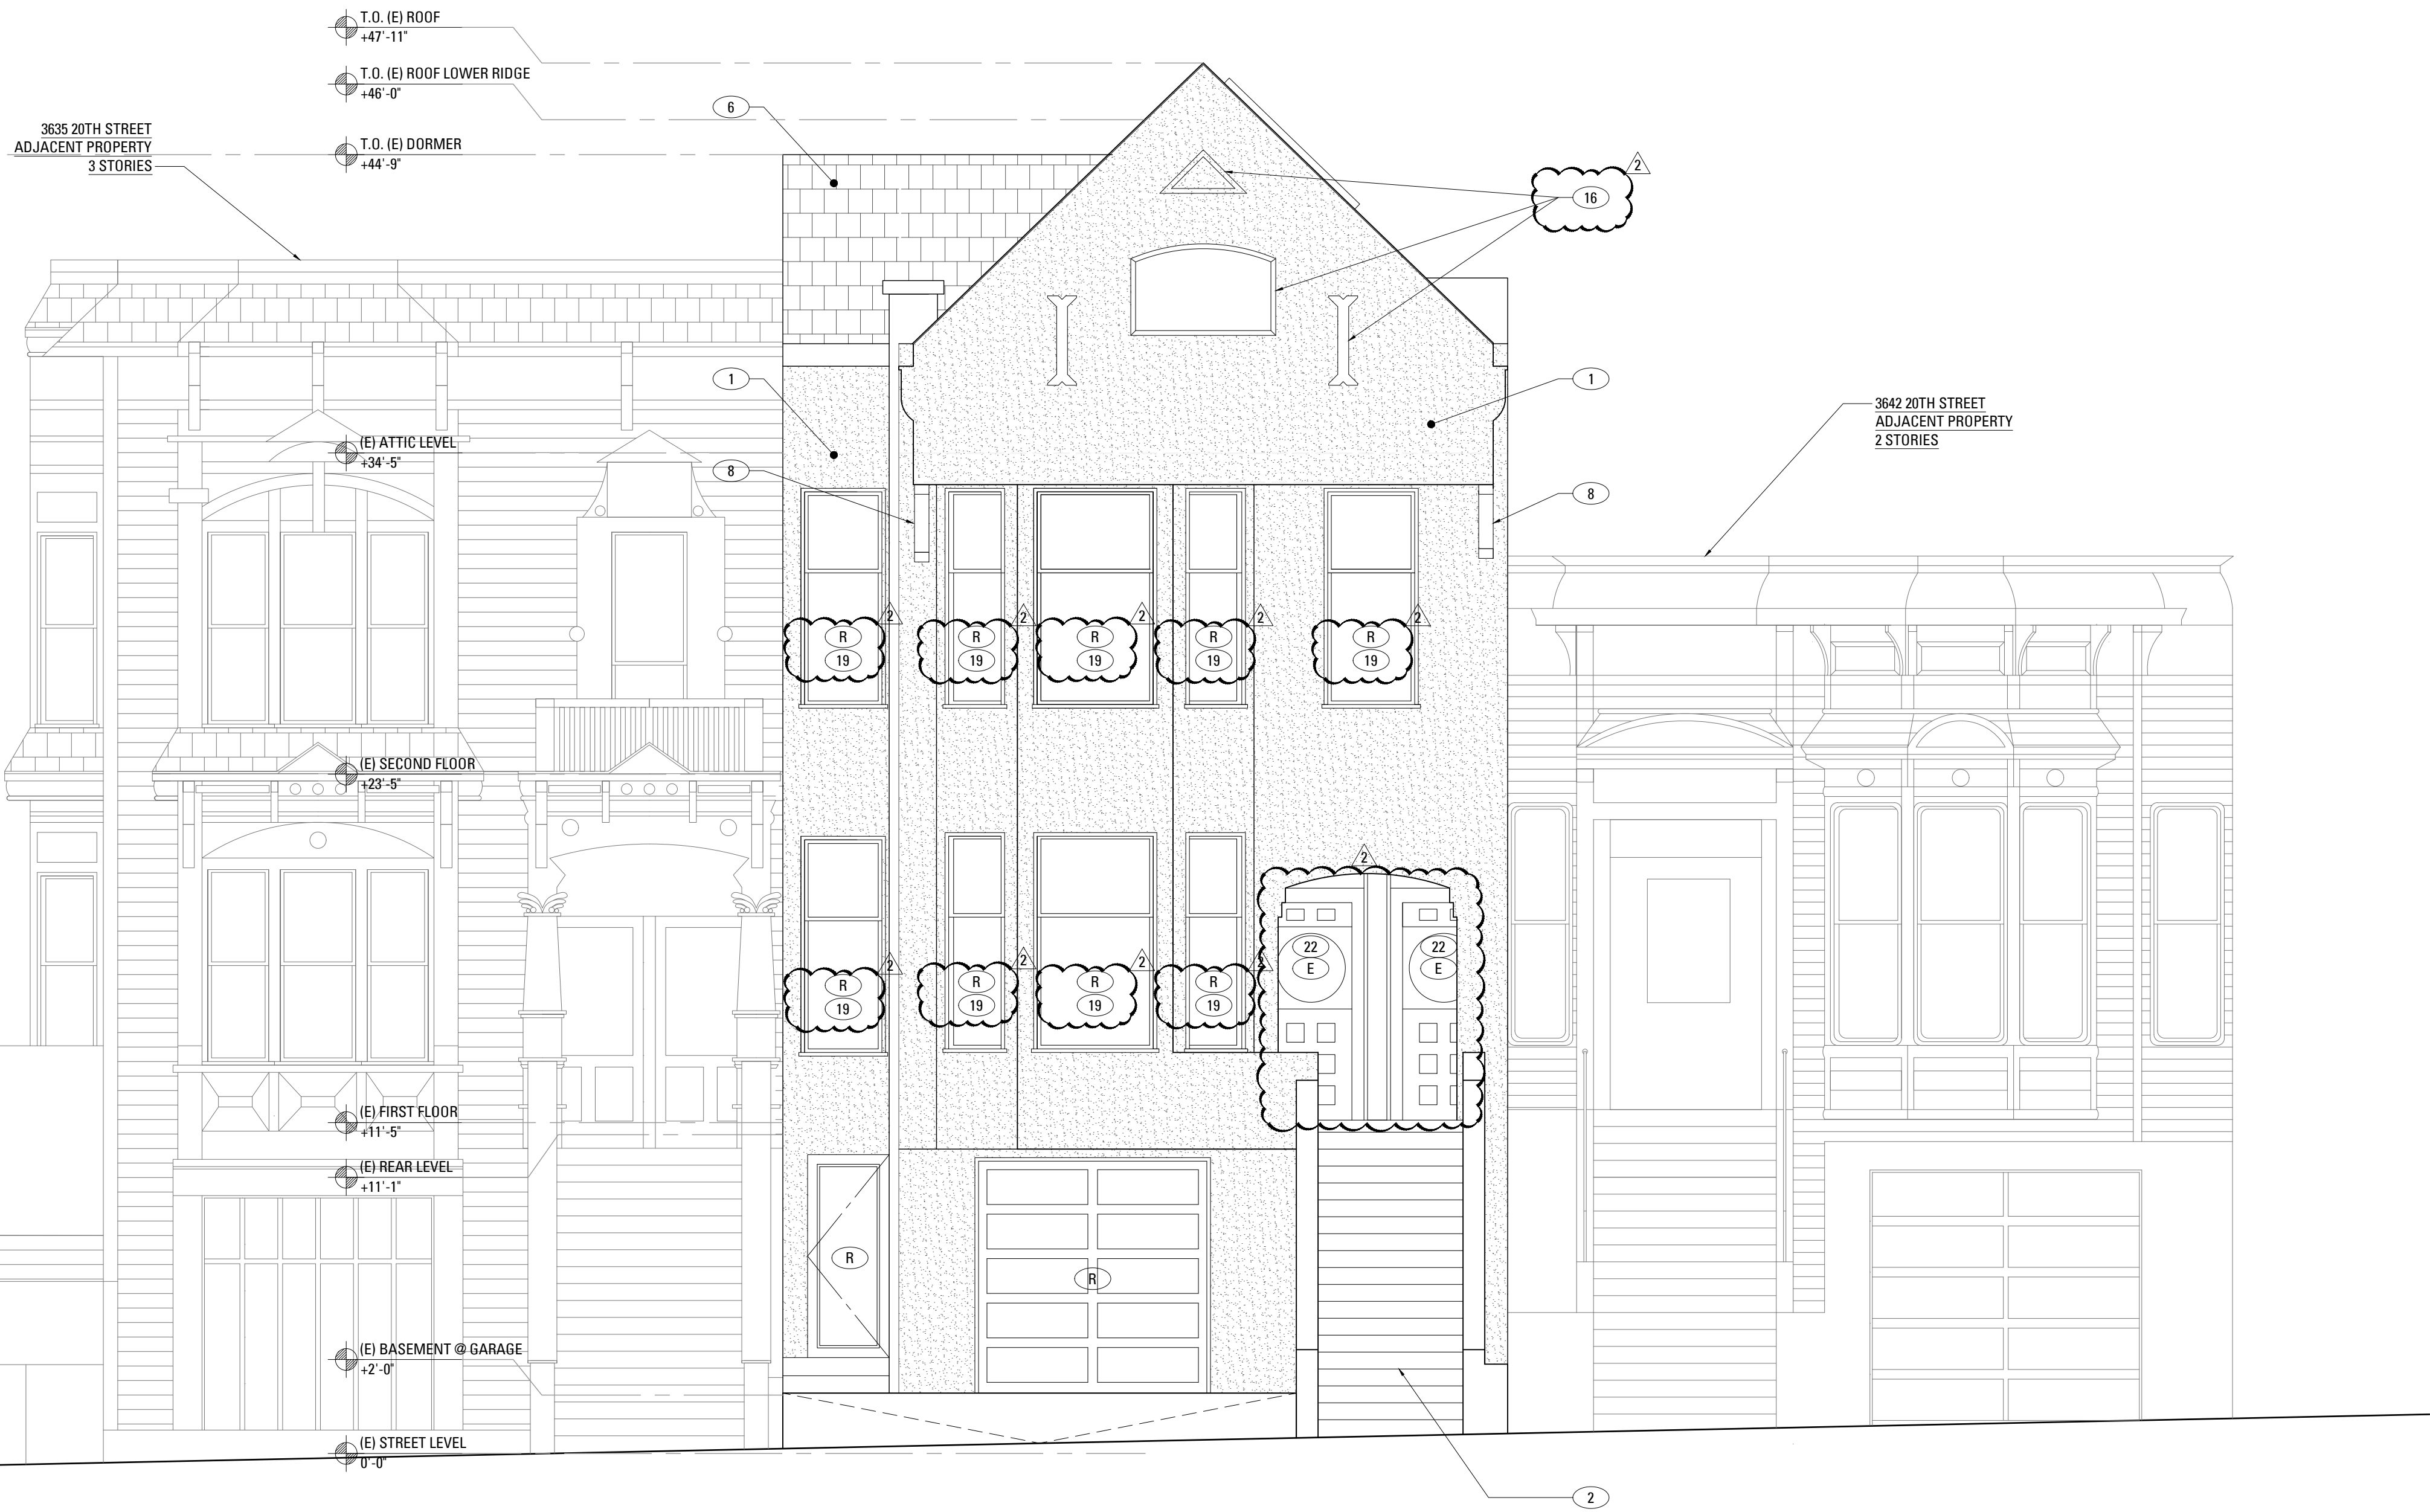 T.O. (E) ROOF
+47'-11"
T.O. (E) ROOF LOWER RIDGE
+46'-0"
6
3635 20TH STREET
ADJACENT PROPERTY
3 STORIES
T.O. (E) DORMER
+44'-9"
2
16
1
1
3642 20TH STREET
ADJACENT PROPERTY
2 STORIES
(E) ATTIC LEVEL
+34'-5"
8
8
2
2
2
2
2
R
R
R
R
R
19
19
19
19
19
(E) SECOND FLOOR
+23'-5"
2
22
22
E
E
2
2
2
2
R
R
R
R
19
19
19
19
(E) FIRST FLOOR
+11'-5"
(E) REAR LEVEL
+11'-1"
R
R
(E) BASEMENT @ GARAGE
+2'-0"
(E) STREET LEVEL
0'-0"
2